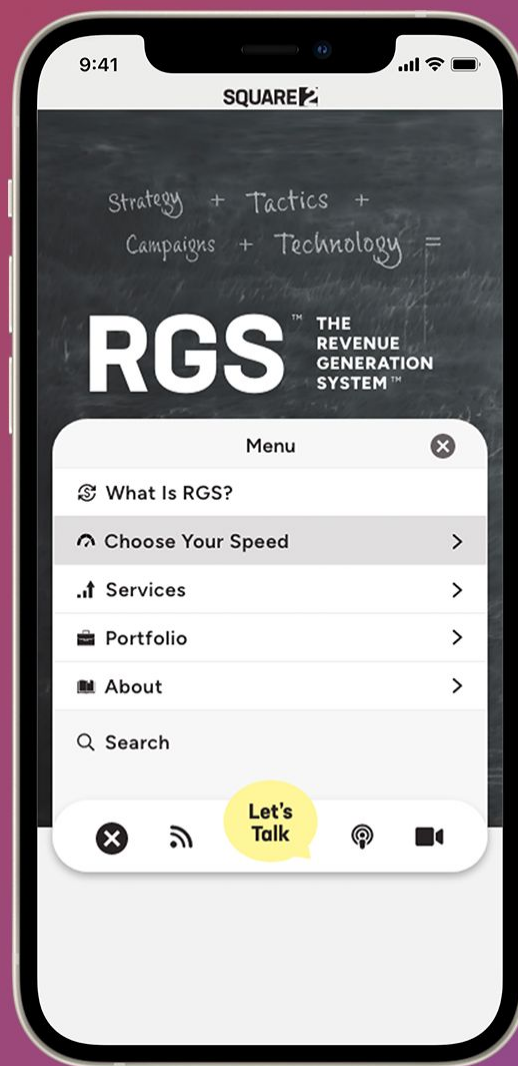 9:41
SQUARE 2
Strategy + Tactics +
Campaigns + Technology =
RGS™ THE
REVENUE
GENERATION
SYSTEM™
Menu
What Is RGS?
Choose Your Speed
Services
Portfolio
About
Search
Let's
Talk